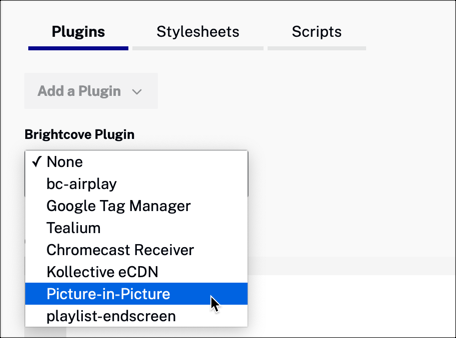 Plugins Stylesheets Scripts
Add a Plugin
Brightcove Plugin
✓ None
bc-airplay
Google Tag Manager
Tealium
Chromecast Receiver
Kollective eCDN
Picture-in-Picture
playlist-endscreen